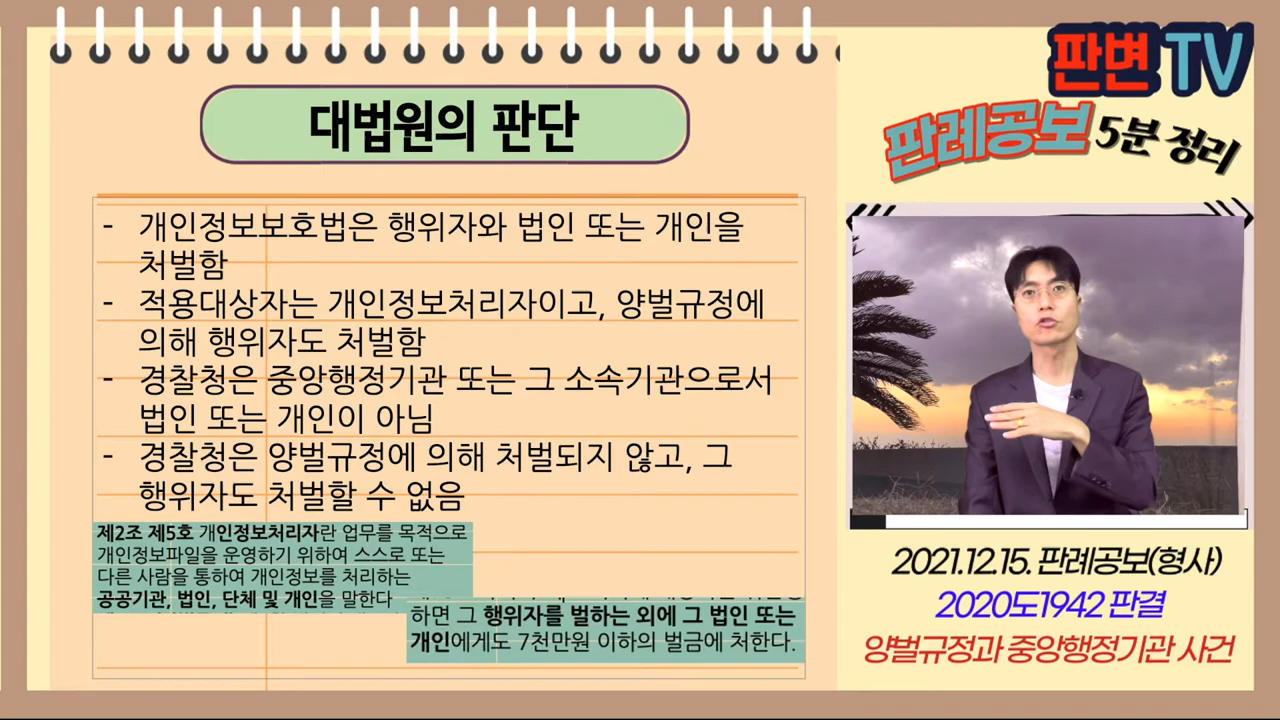 대법원의 판단
- 개인정보보호법은 행위자와 법인 또는 개인을
처벌함
- 적용대상자는 개인정보처리자이고, 양벌규정에
의해 행위자도 처벌함
- 경찰청은 중앙행정기관 또는 그 소속기관으로서
법인 또는 개인이 아님
- 경찰청은 양벌규정에 의해 처벌되지 않고, 그
행위자도 처벌할 수 없음
제2조 제5호 개인정보처리자란 업무를 목적으로
개인정보파일을 운영하기 위하여 스스로 또는
다른 사람을 통하여 개인정보를 처리하는
공공기관, 법인, 단체 및 개인을 말한다
하면 그 행위자를 벌하는 외에 그 법인 또는
개인에게도 7천만원 이하의 벌금에 처한다.
판변 TV
판례공보 5분 정리
2021.12.15. 판례공보(형사)
2020도1942 판결
양벌규정과 중앙행정기관 사건